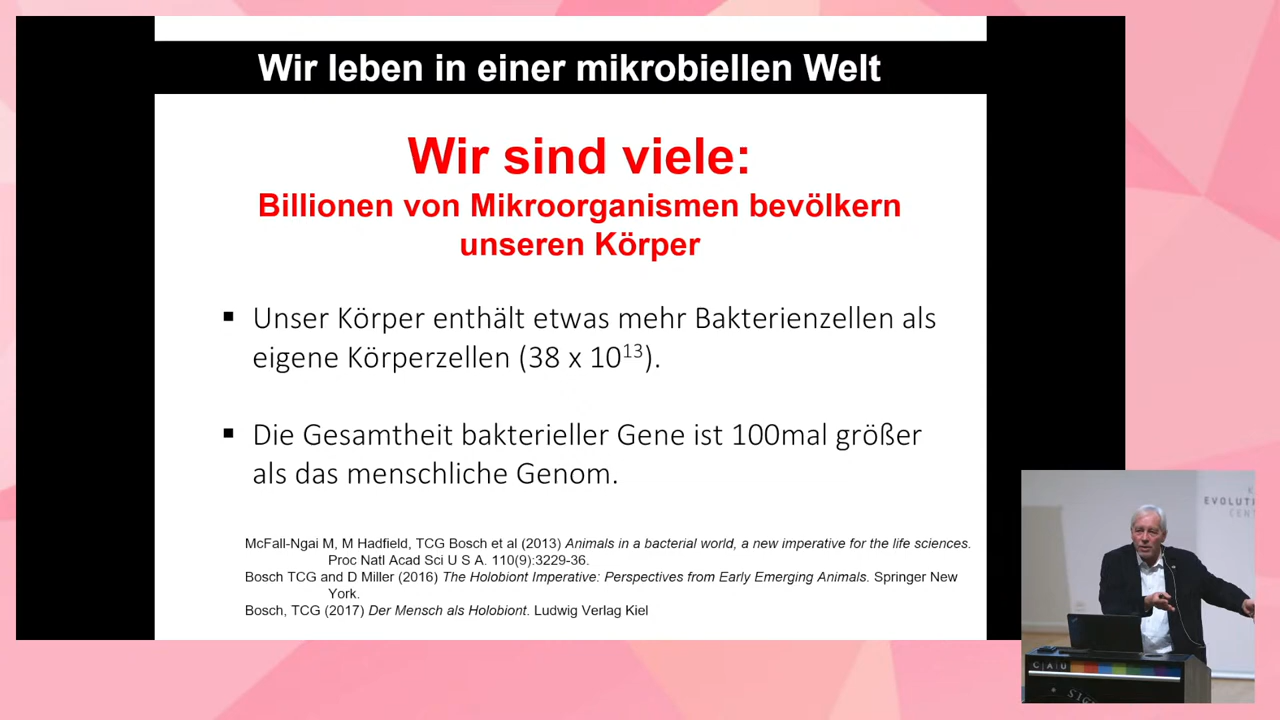 Wir leben in einer mikrobiellen Welt
Wir sind viele:
Billionen von Mikroorganismen bevölkern
unseren Körper
▪ Unser Körper enthält etwas mehr Bakterienzellen als
eigene Körperzellen (38 x 10¹³).
▪ Die Gesamtheit bakterieller Gene ist 100mal größer
als das menschliche Genom.
McFall-Ngai M, M Hadfield, TCG Bosch et al (2013) Animals in a bacterial world, a new imperative for the life sciences.
Proc Natl Acad Sci U S A. 110(9):3229-36.
Bosch TCG and D Miller (2016) The Holobiont Imperative: Perspectives from Early Emerging Animals. Springer New
York.
Bosch, TCG (2017) Der Mensch als Holobiont. Ludwig Verlag Kiel
C|A|U